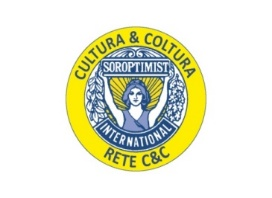 CULTURA & COLTURA
SOROPTIMIST
INTERNATIONAL
RETE C&C